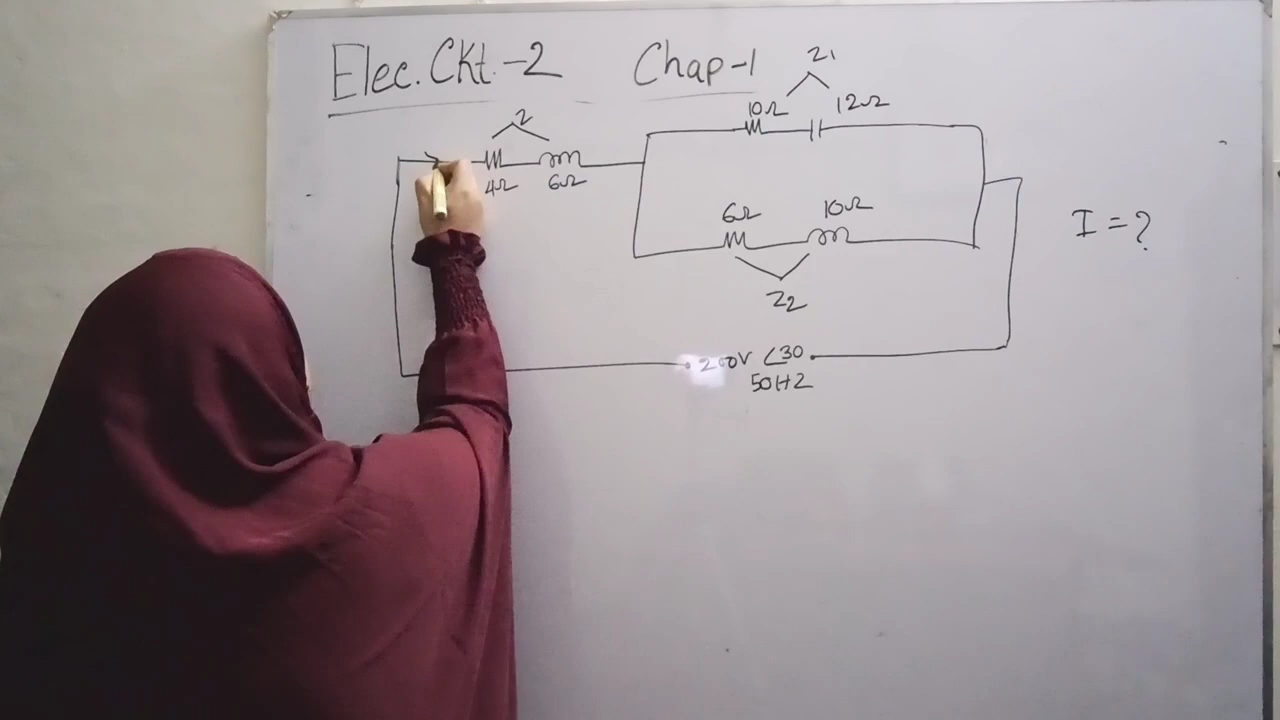 Elec. Ckt.-2 Chap-1
Z1
10Ω 12Ω
Z
4Ω 6Ω
6Ω 10Ω
I = ?
Z2
200V ∠30
50HZ